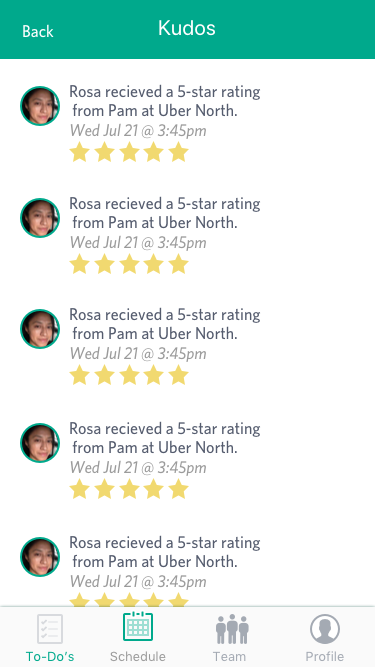 Back
Kudos
Rosa recieved a 5-star rating
from Pam at Uber North.
Wed Jul 21 @ 3:45pm
Rosa recieved a 5-star rating
from Pam at Uber North.
Wed Jul 21 @ 3:45pm
Rosa recieved a 5-star rating
from Pam at Uber North.
Wed Jul 21 @ 3:45pm
Rosa recieved a 5-star rating
from Pam at Uber North.
Wed Jul 21 @ 3:45pm
Rosa recieved a 5-star rating
from Pam at Uber North.
Wed Jul 21 @ 3:45pm
To-Do's
Schedule
Team
Profile